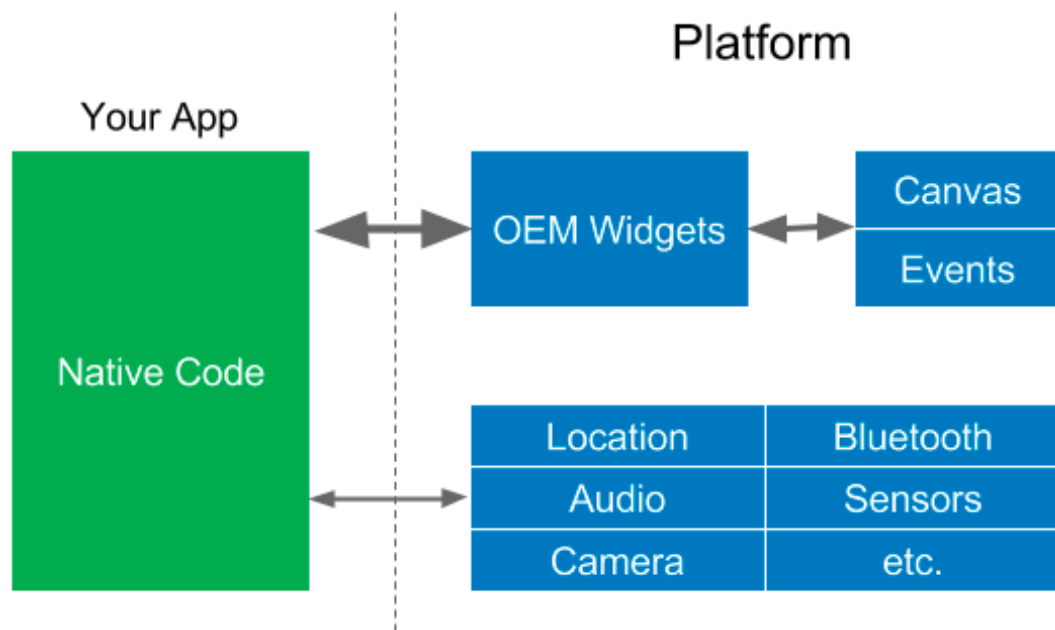 Platform
Your App
Native Code
OEM Widgets
Canvas
Events
Location
Bluetooth
Audio
Sensors
Camera
etc.